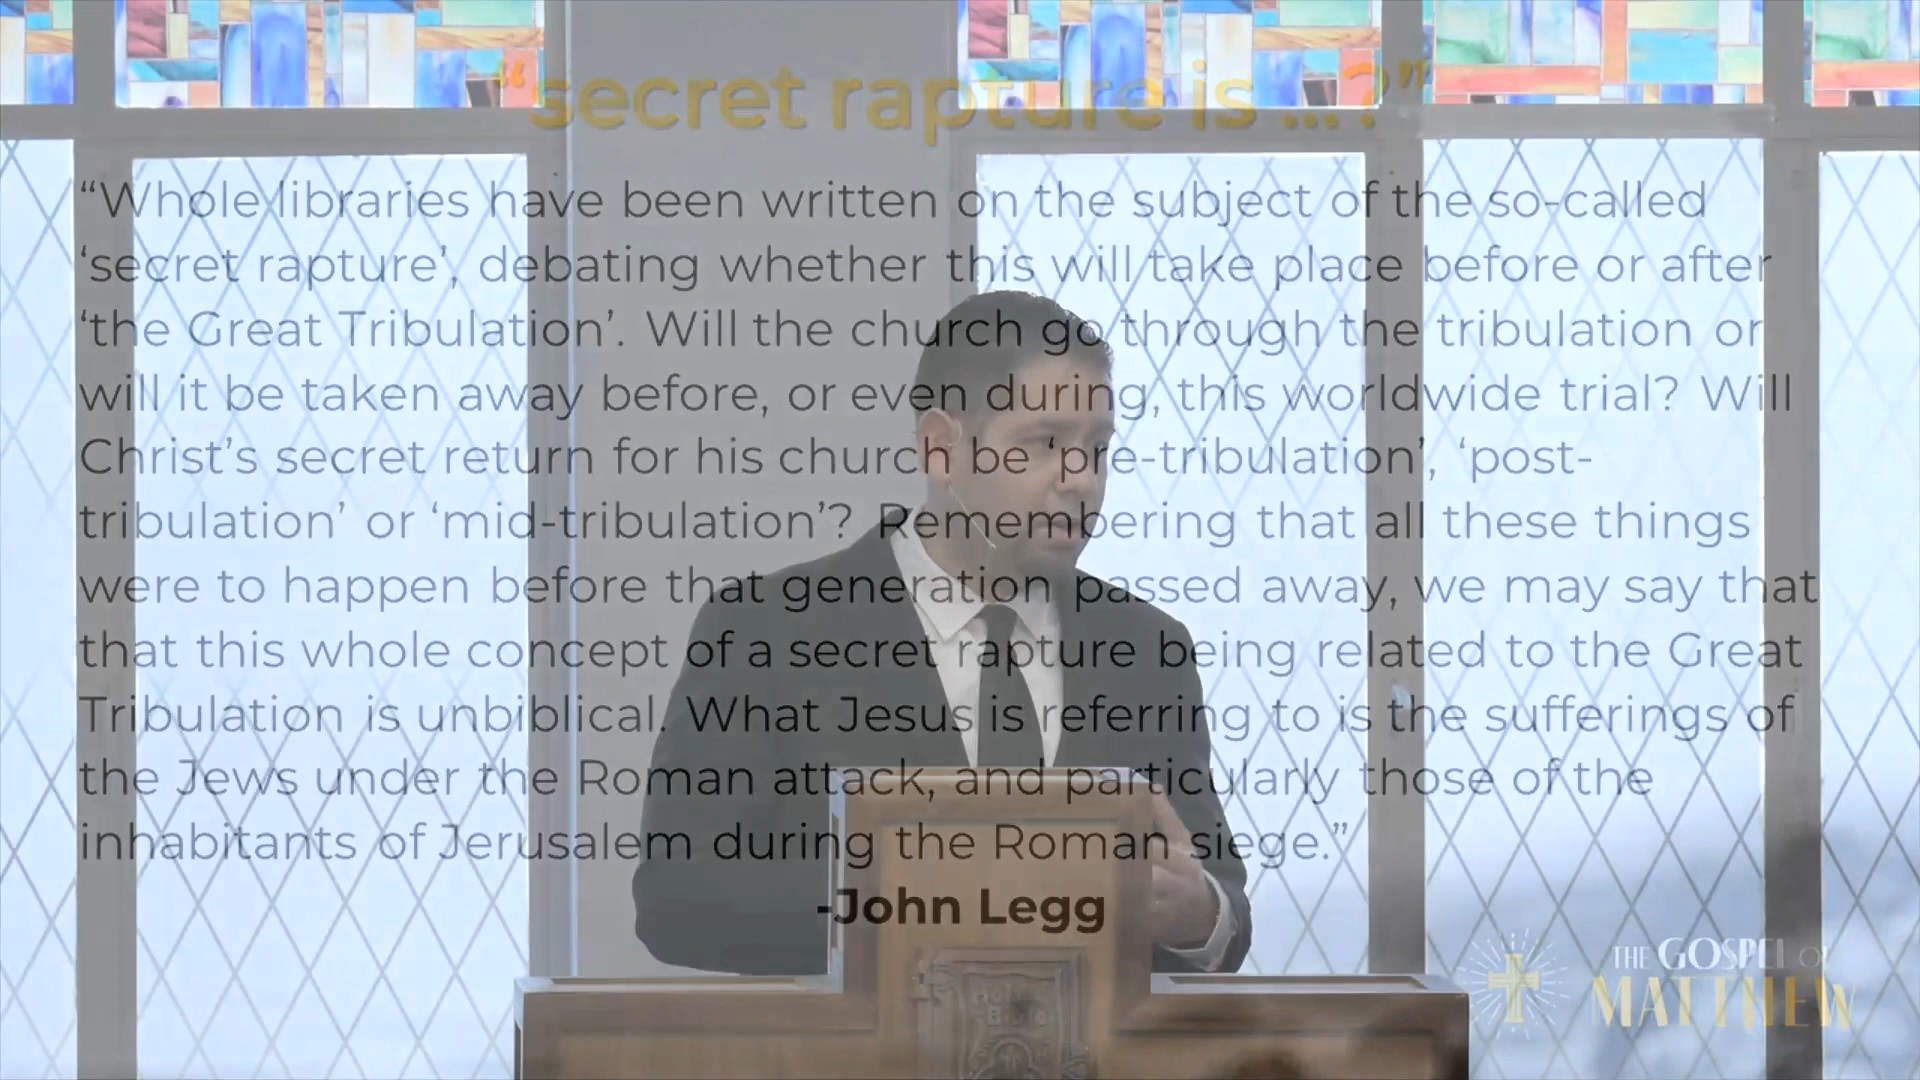 “secret rapture is ...?”
“Whole libraries have been written on the subject of the so-called
‘secret rapture’, debating whether this will take place before or after
‘the Great Tribulation’. Will the church go through the tribulation or
will it be taken away before, or even during, this worldwide trial? Will
Christ’s secret return for his church be ‘pre-tribulation’, ‘post-
tribulation’ or ‘mid-tribulation’? Remembering that all these things
were to happen before that generation passed away, we may say that
that this whole concept of a secret rapture being related to the Great
Tribulation is unbiblical. What Jesus is referring to is the sufferings of
the Jews under the Roman attack, and particularly those of the
inhabitants of Jerusalem during the Roman siege.”
-John Legg
THE GOSPEL OF
MATTHEW
Holy
Bible